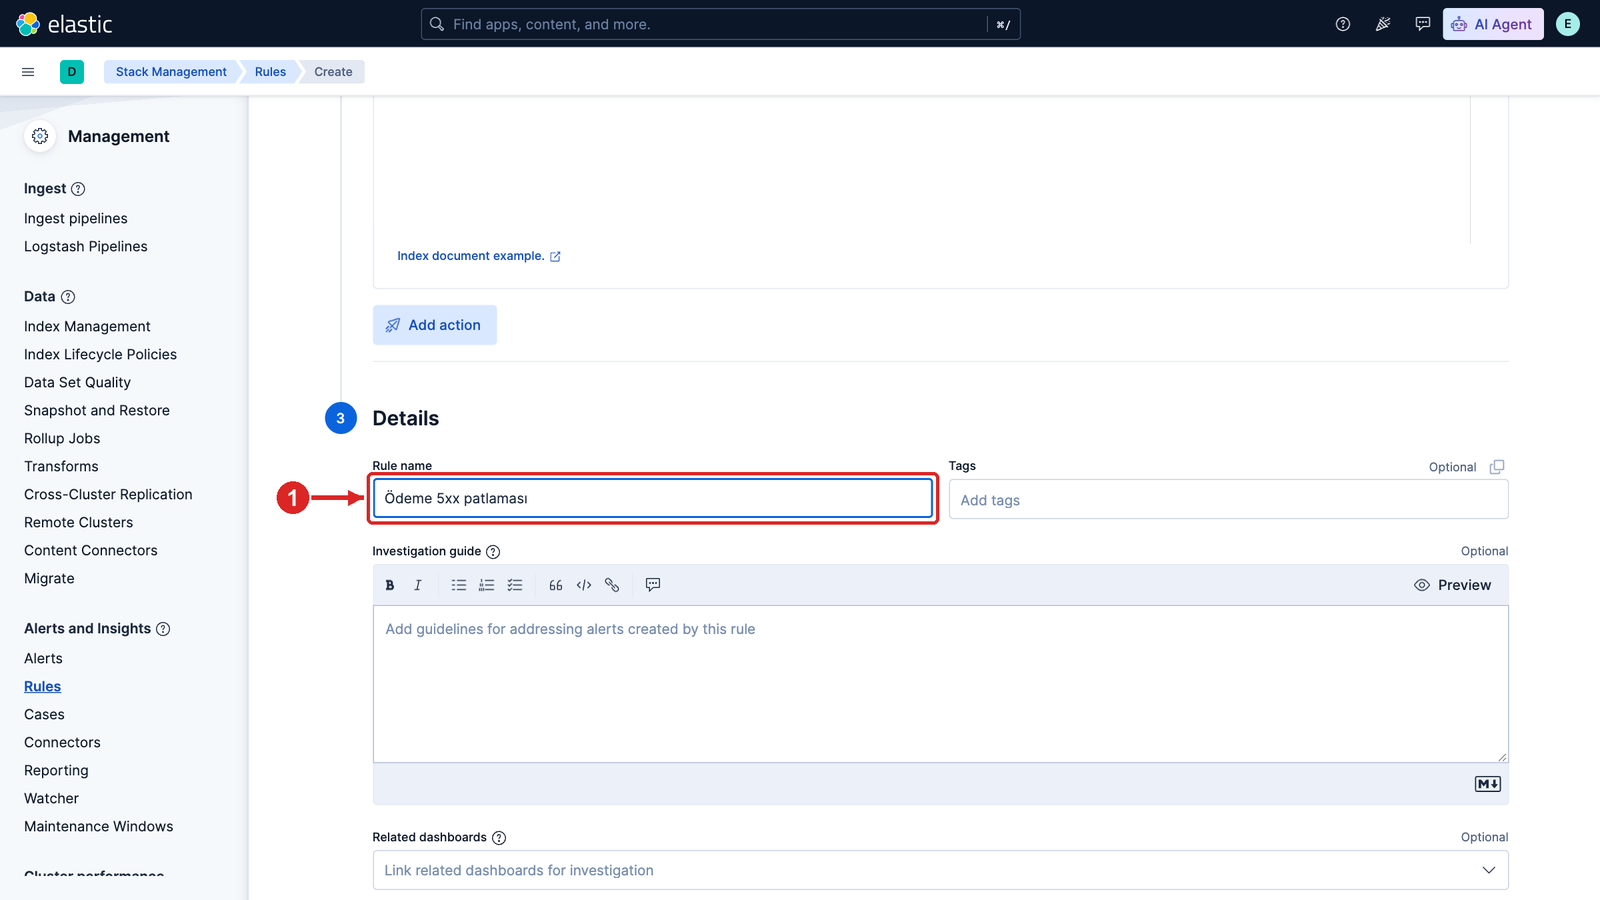 elastic
Find apps, content, and more.
⌘/
AI Agent
E
D
Stack Management
Rules
Create
Management
Ingest
Ingest pipelines
Logstash Pipelines
Data
Index Management
Index Lifecycle Policies
Data Set Quality
Snapshot and Restore
Rollup Jobs
Transforms
Cross-Cluster Replication
Remote Clusters
Content Connectors
Migrate
Alerts and Insights
Alerts
Rules
Cases
Connectors
Reporting
Watcher
Maintenance Windows
Cluster performance
Index document example.
Add action
3
Details
Rule name
1
Ödeme 5xx patlaması
Tags
Optional
Add tags
Investigation guide
Optional
B I
Preview
Add guidelines for addressing alerts created by this rule
M
Related dashboards
Optional
Link related dashboards for investigation